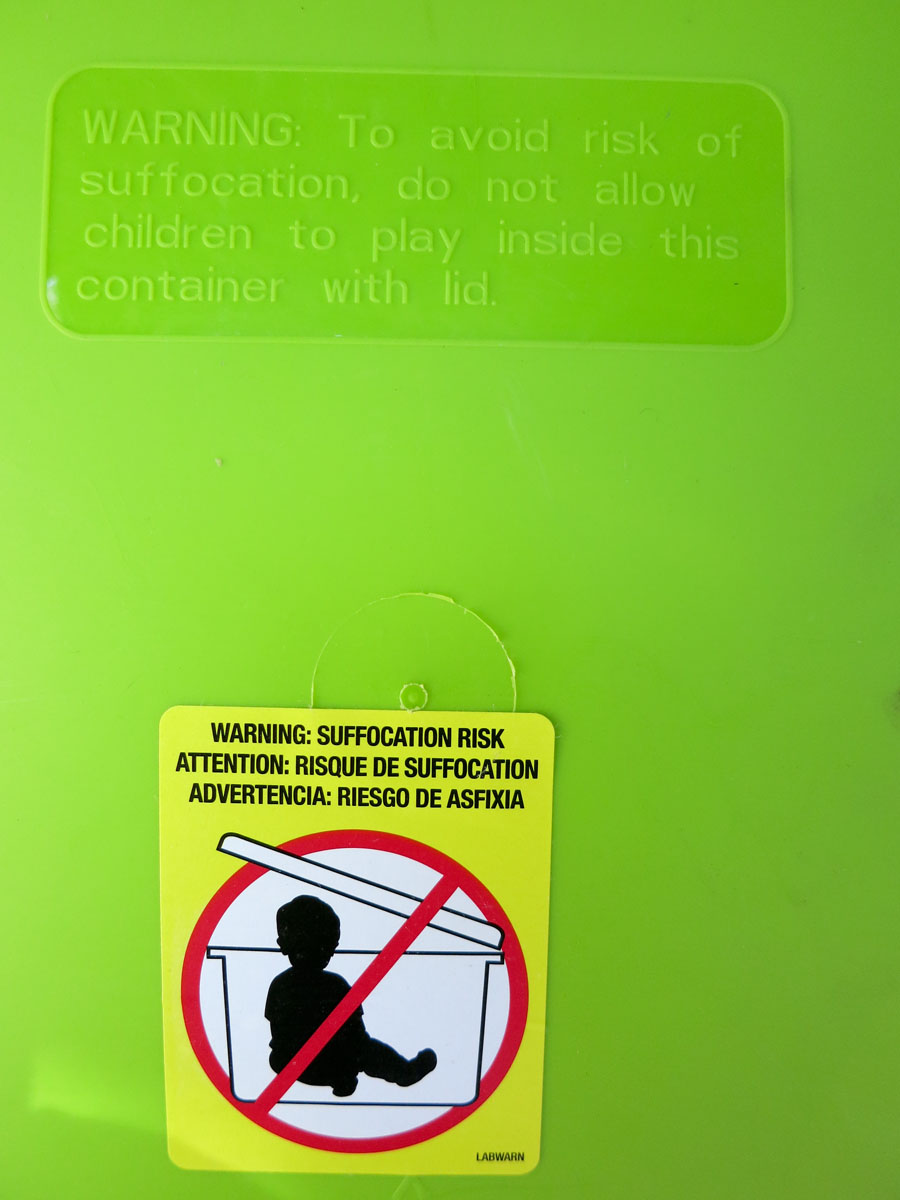 WARNING: To avoid risk of
suffocation, do not allow
children to play inside this
container with lid.
WARNING: SUFFOCATION RISK
ATTENTION: RISQUE DE SUFFOCATION
ADVERTENCIA: RIESGO DE ASFIXIA
LABWARN